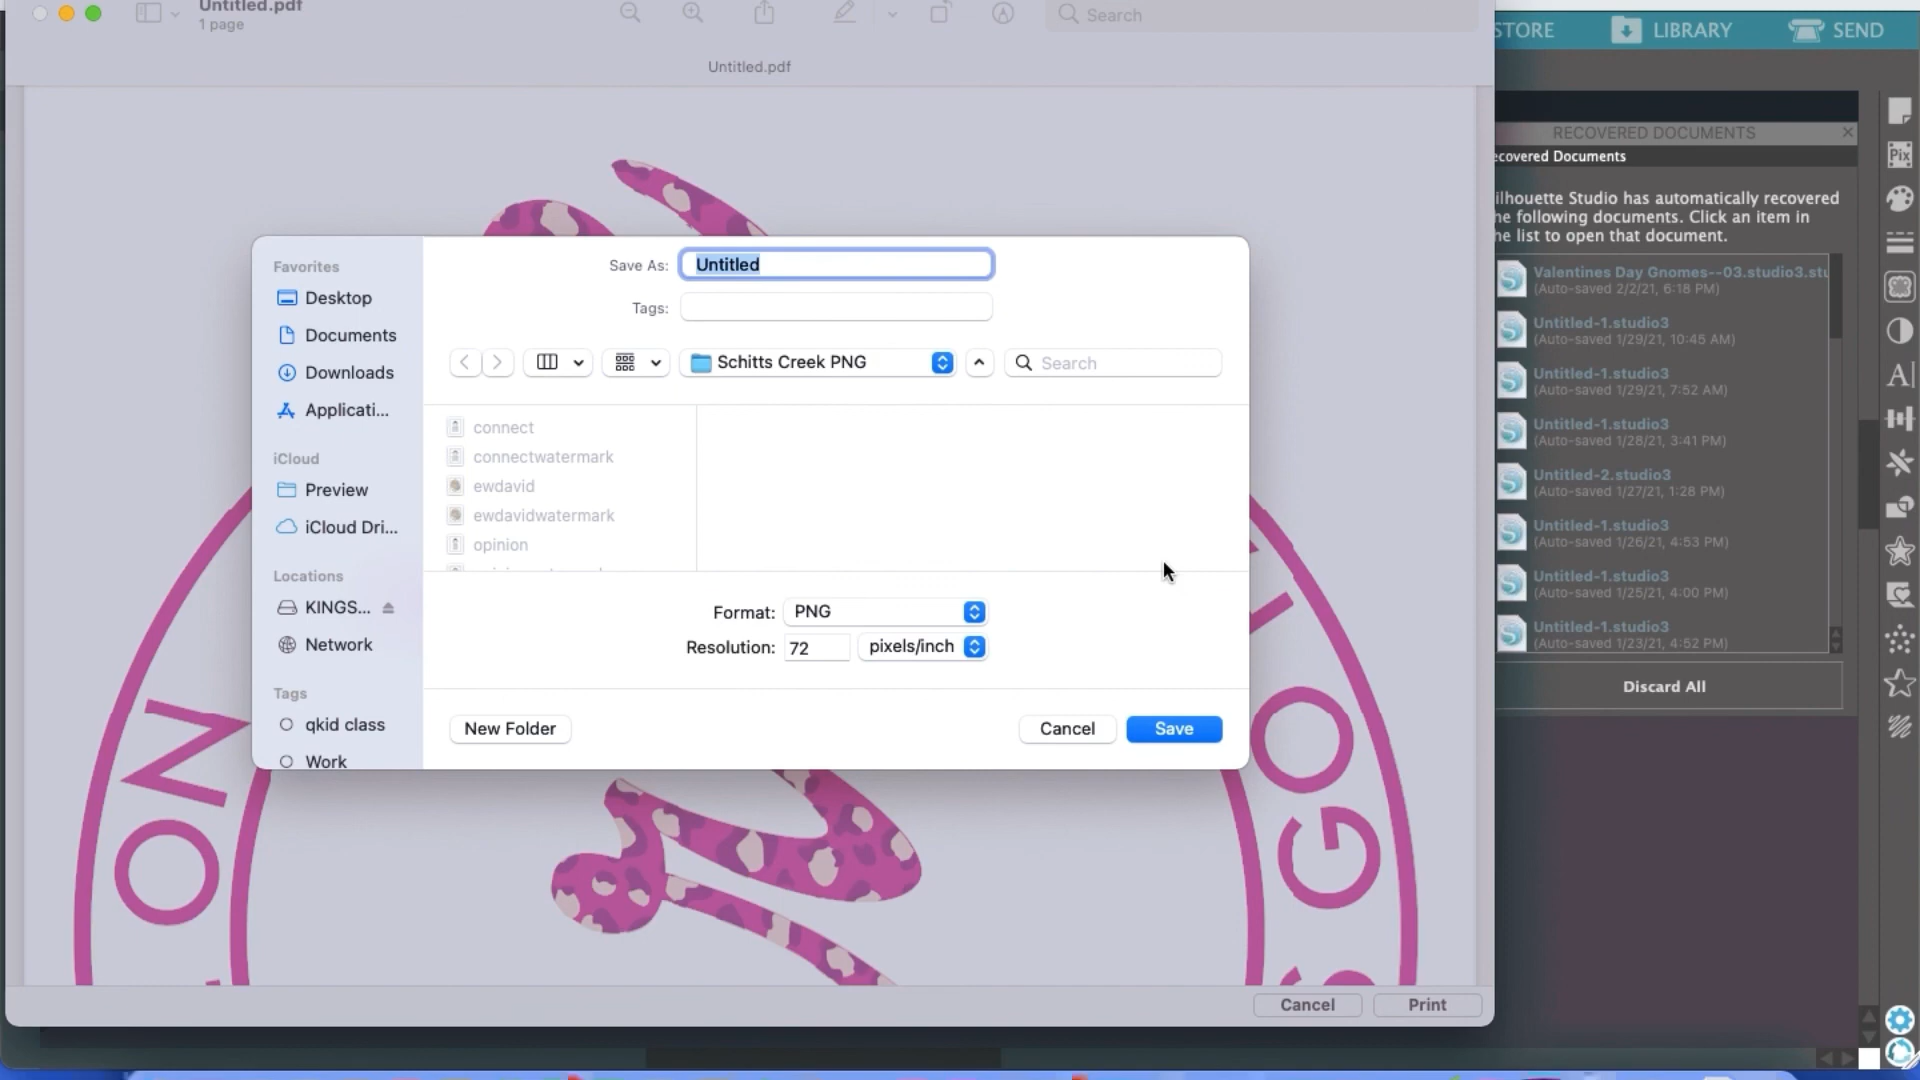 Untitled.pdf
1 page
Search
Untitled.pdf
STORE
LIBRARY
SEND
RECOVERED DOCUMENTS
ecovered Documents
ilhouette Studio has automatically recovered
he following documents. Click an item in
he list to open that document.
Valentines Day Gnomes--03.studio3.stu
(Auto-saved 2/2/21, 6:18 PM)
Untitled-1.studio3
(Auto-saved 1/29/21, 10:45 AM)
Untitled-1.studio3
(Auto-saved 1/29/21, 7:52 AM)
Untitled-1.studio3
(Auto-saved 1/28/21, 3:41 PM)
Untitled-2.studio3
(Auto-saved 1/27/21, 1:28 PM)
Untitled-1.studio3
(Auto-saved 1/26/21, 4:53 PM)
Untitled-1.studio3
(Auto-saved 1/25/21, 4:00 PM)
Untitled-1.studio3
(Auto-saved 1/23/21, 4:52 PM)
Discard All
Pix
A
Favorites
Desktop
Documents
Downloads
Applicati...
iCloud
Preview
iCloud Dri...
Locations
KINGS...
Network
Tags
qkid class
Work
Save As: Untitled
Tags:
Schitts Creek PNG
Search
connect
connectwatermark
ewdavid
ewdavidwatermark
opinion
Format: PNG
Resolution: 72 pixels/inch
New Folder
Cancel
Save
ON
GO
Cancel
Print